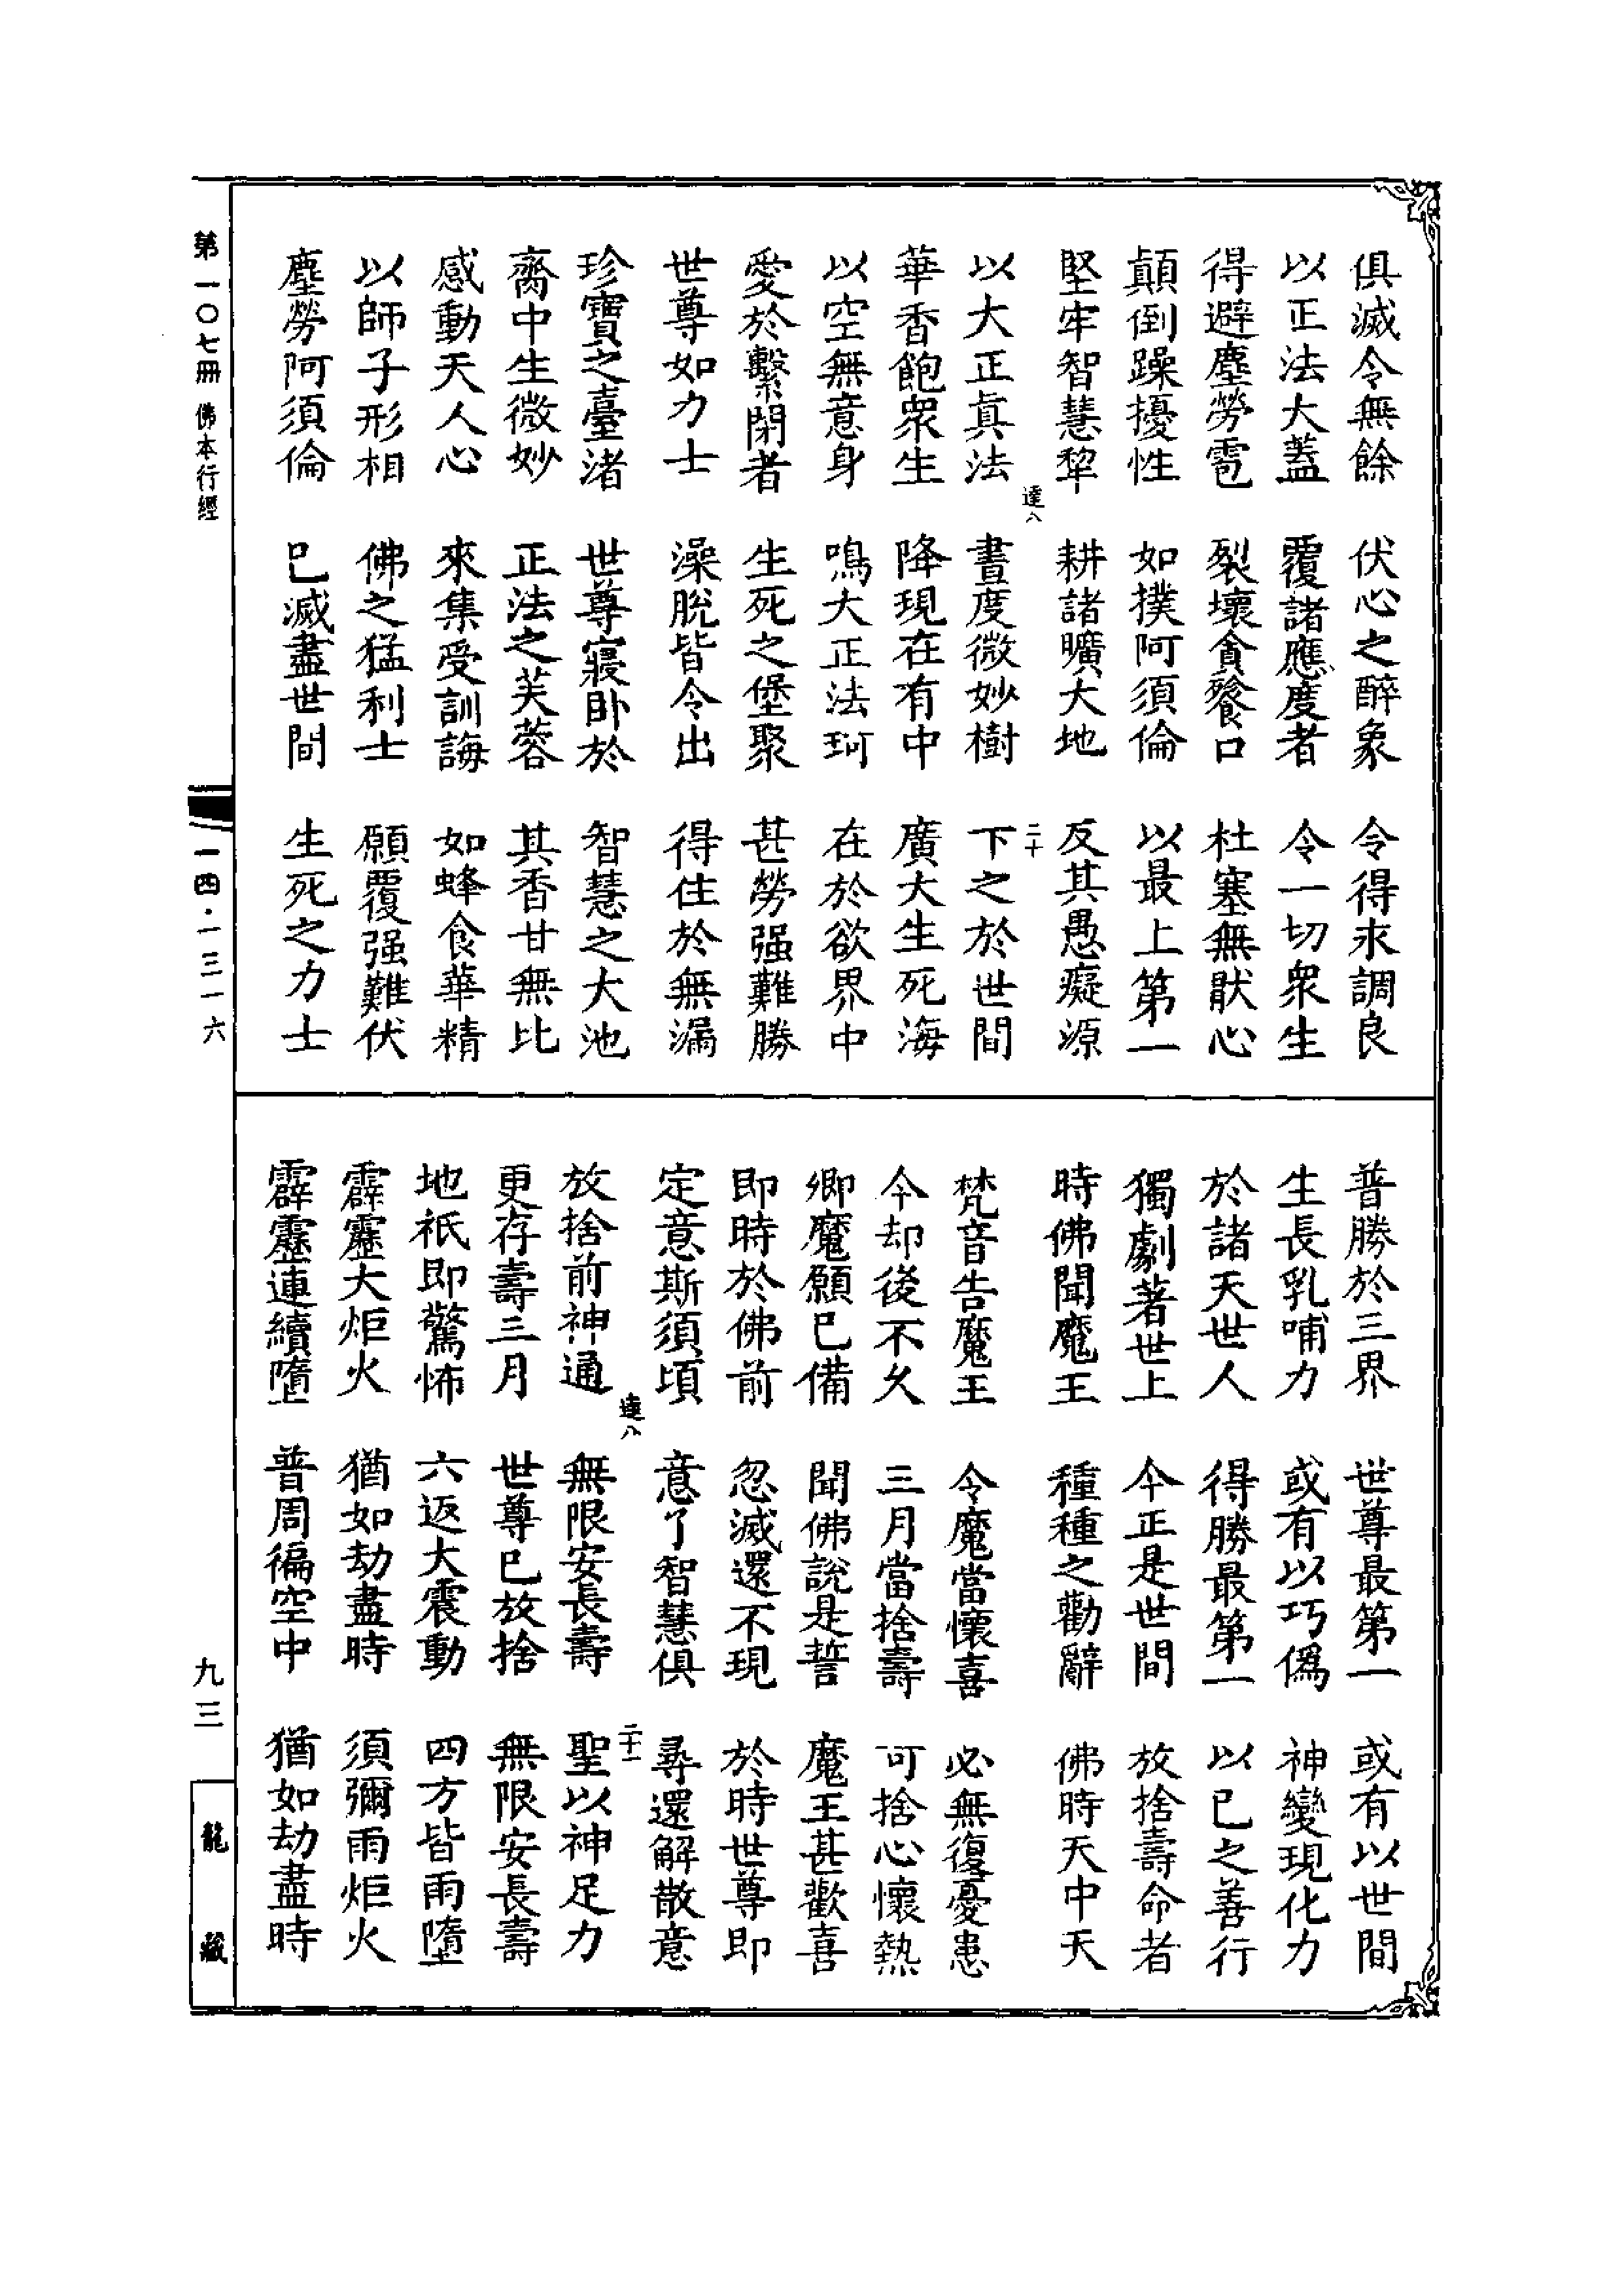 俱滅令無餘　伏心之醉象　令得永調良
以正法大蓋　覆諸應度者　令一切衆生
得避塵勞雹　裂壞貪餮口　杜塞無猒心
顛倒躁擾性　如撲阿須倫　以最上第一
堅牢智慧犂　耕諸曠大地　反其愚癡源
達八　二十
以大正眞法　晝度微妙樹　下之於世間
華香飽衆生　降現在有中　廣大生死海
以空無意身　鳴大正法珂　在於欲界中
愛於繫閉者　生死之堡聚　甚勞强難勝
世尊如力士　澡脫皆令出　得住於無漏
珍寶之臺渚　世尊寢卧於　智慧之大池
齋中生微妙　正法之芙蓉　其香甘無比
感動天人心　來集受訓誨　如蜂食華精
以師子形相　佛之猛利士　願覆强難伏
塵勞阿須倫　已滅盡世間　生死之力士
普勝於三界　世尊最第一　或有以世間
生長乳哺力　或有以巧僞　神變現化力
於諸天世人　得勝最第一　以已之善行
獨劇著世上　今正是世間　放捨壽命者
時佛聞魔王　種種之勸辭　佛時天中天
梵音告魔王　令魔當懷喜　必無復憂患
今却後不久　三月當捨壽　可捨心懷熱
卿魔願已備　聞佛說是誓　魔王甚歡喜
即時於佛前　忽滅還不現　於時世尊即
定意斯須頃　意了智慧俱　尋還解散意
達八　二十一
放捨前神通　無限安長壽　聖以神足力
更存壽三月　世尊已放捨　無限安長壽
地祇即驚怖　六返大震動　四方皆雨墮
霹靂大炬火　猶如劫盡時　須彌雨炬火
霹靂連續墮　普周徧空中　猶如劫盡時
第一〇七冊　佛本行經
一四·一三一六
九三
龍藏